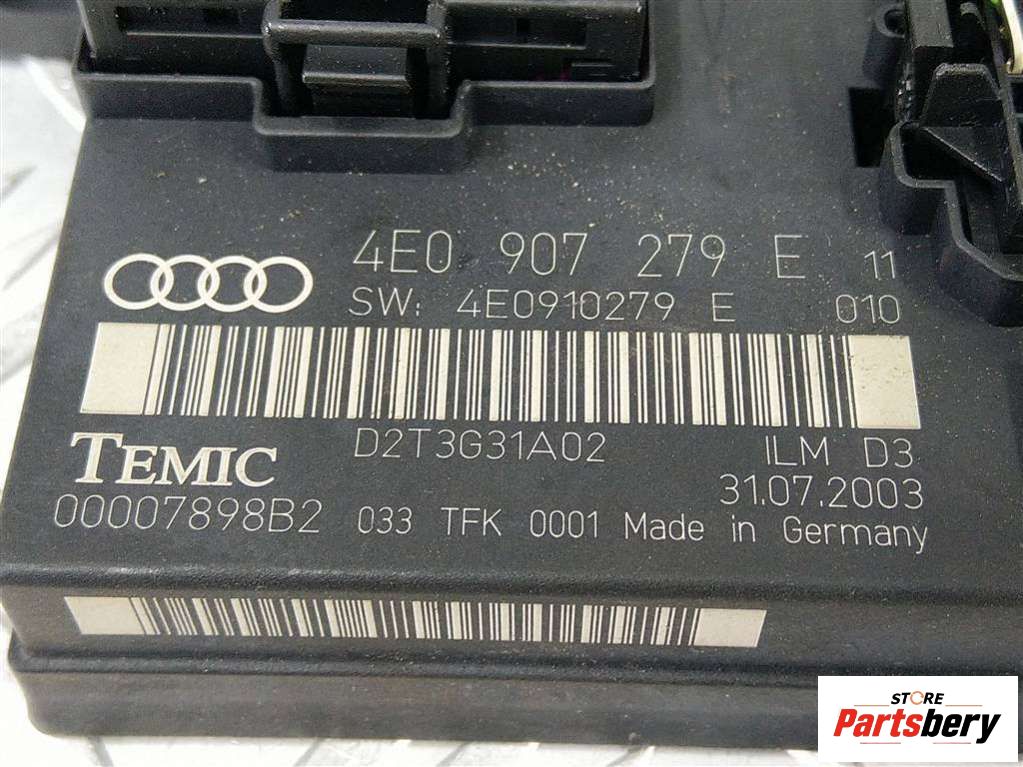 4E0 907 279 E 11
SW: 4E0910279 E 010
D2T3G31A02 ILM D3
TEMIC 31.07.2003
00007898B2 033 TFK 0001 Made in Germany
STORE
Partsbery